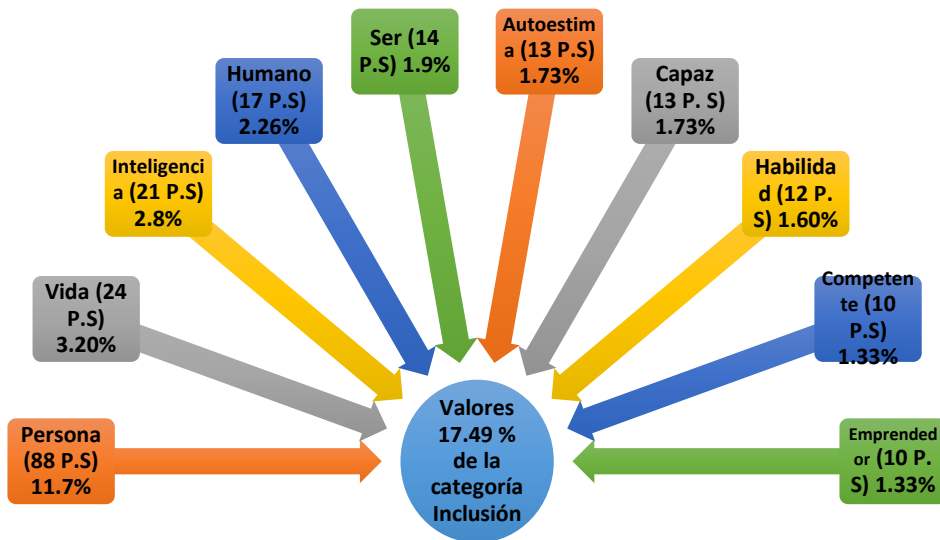 Persona
(88 P.S)
11.7%
Vida (24
P.S)
3.20%
Inteligenci
a (21 P.S)
2.8%
Humano
(17 P.S)
2.26%
Ser (14
P.S) 1.9%
Autoestim
a (13 P.S)
1.73%
Capaz
(13 P. S)
1.73%
Habilida
d (12 P.
S) 1.60%
Competen
te (10
P.S)
1.33%
Emprended
or (10 P.
S) 1.33%
Valores
17.49 %
de la
categoría
Inclusión